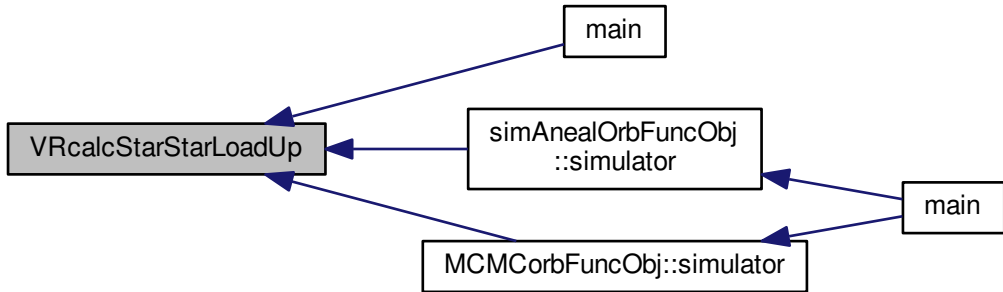 main
VRcalcStarStarLoadUp
simAnealOrbFuncObj
::simulator
main
MCMCorbFuncObj::simulator